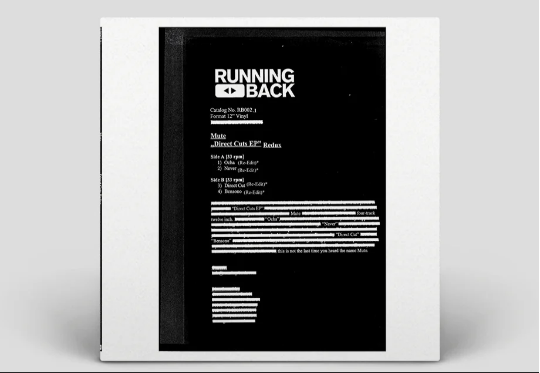 RUNNING
BACK
Catalog No. RB002.1
Format 12" Vinyl
Mute
„Direct Cuts EP" Redux
Side A [33 rpm]
1) Ocha (Re-Edit)*
2) Never (Re-Edit)*
Side B [33 rpm]
3) Direct Cut (Re-Edit)*
4) Benseno (Re-Edit)*
"Direct Cuts EP"
Mute four-track
twelve inch. "Ocha"
"Never"
"Direct Cut"
"Benseno"
this is not the last time you heard the name Mute.